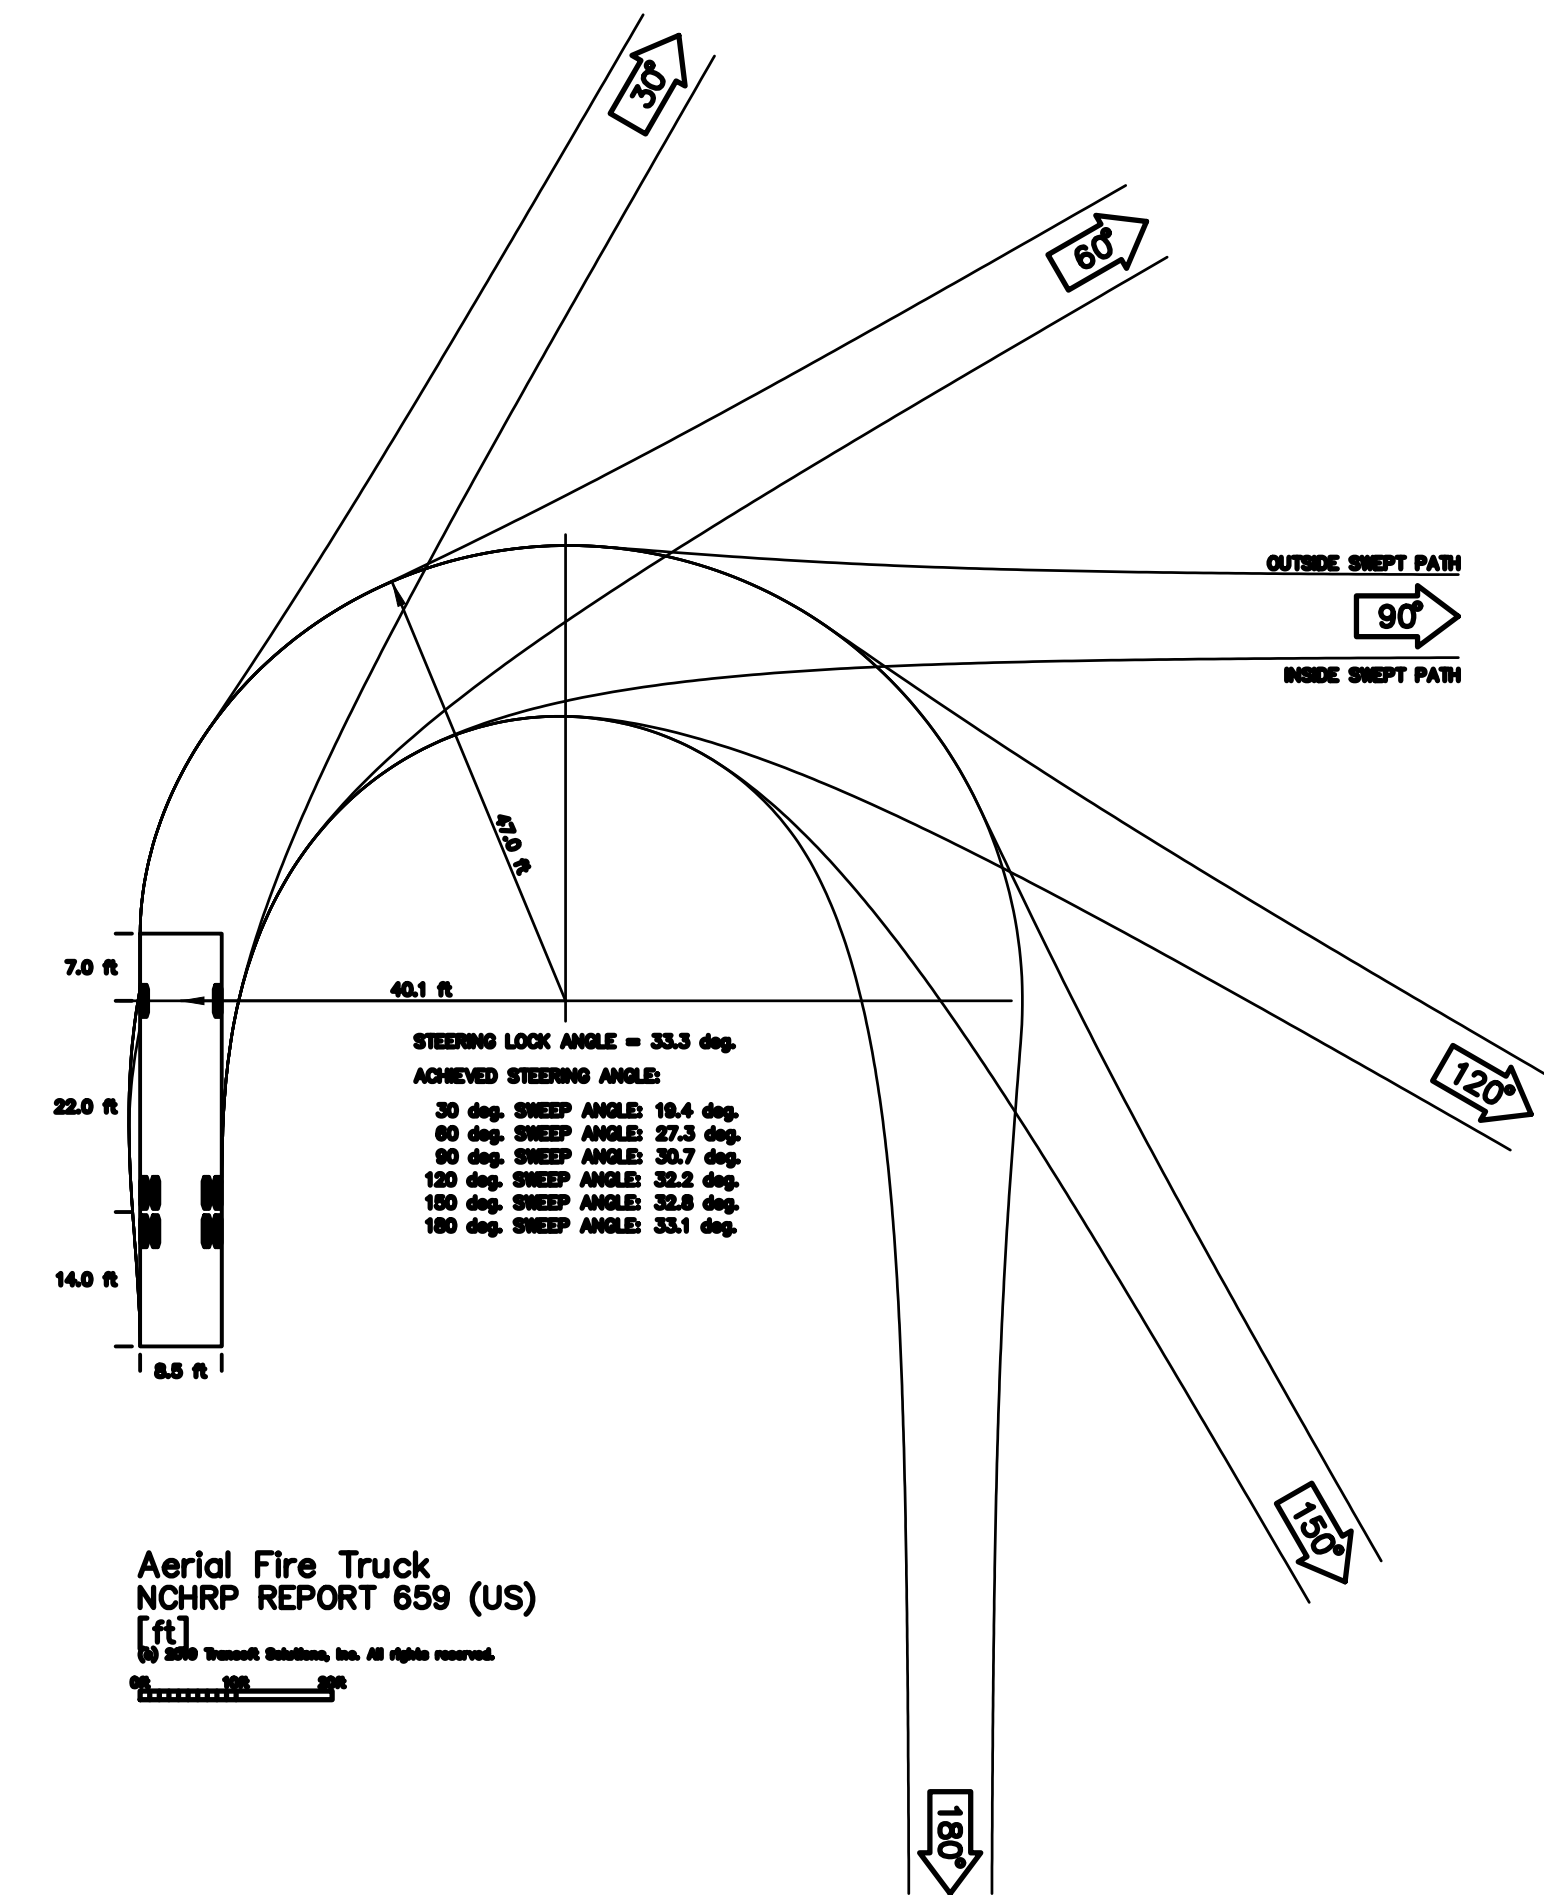 30°
60°
OUTSIDE SWEPT PATH
90°
INSIDE SWEPT PATH
47.0 ft
7.0 ft
40.1 ft
STEERING LOCK ANGLE = 33.3 deg.
ACHIEVED STEERING ANGLE:
22.0 ft
30 deg. SWEEP ANGLE: 19.4 deg.
60 deg. SWEEP ANGLE: 27.3 deg.
90 deg. SWEEP ANGLE: 30.7 deg.
120 deg. SWEEP ANGLE: 32.2 deg.
150 deg. SWEEP ANGLE: 32.8 deg.
180 deg. SWEEP ANGLE: 33.1 deg.
120°
14.0 ft
8.5 ft
150°
Aerial Fire Truck
NCHRP REPORT 659 (US)
[ft]
(c) Transoft Solutions, Inc. All rights reserved.
0ft 10ft 20ft
180°